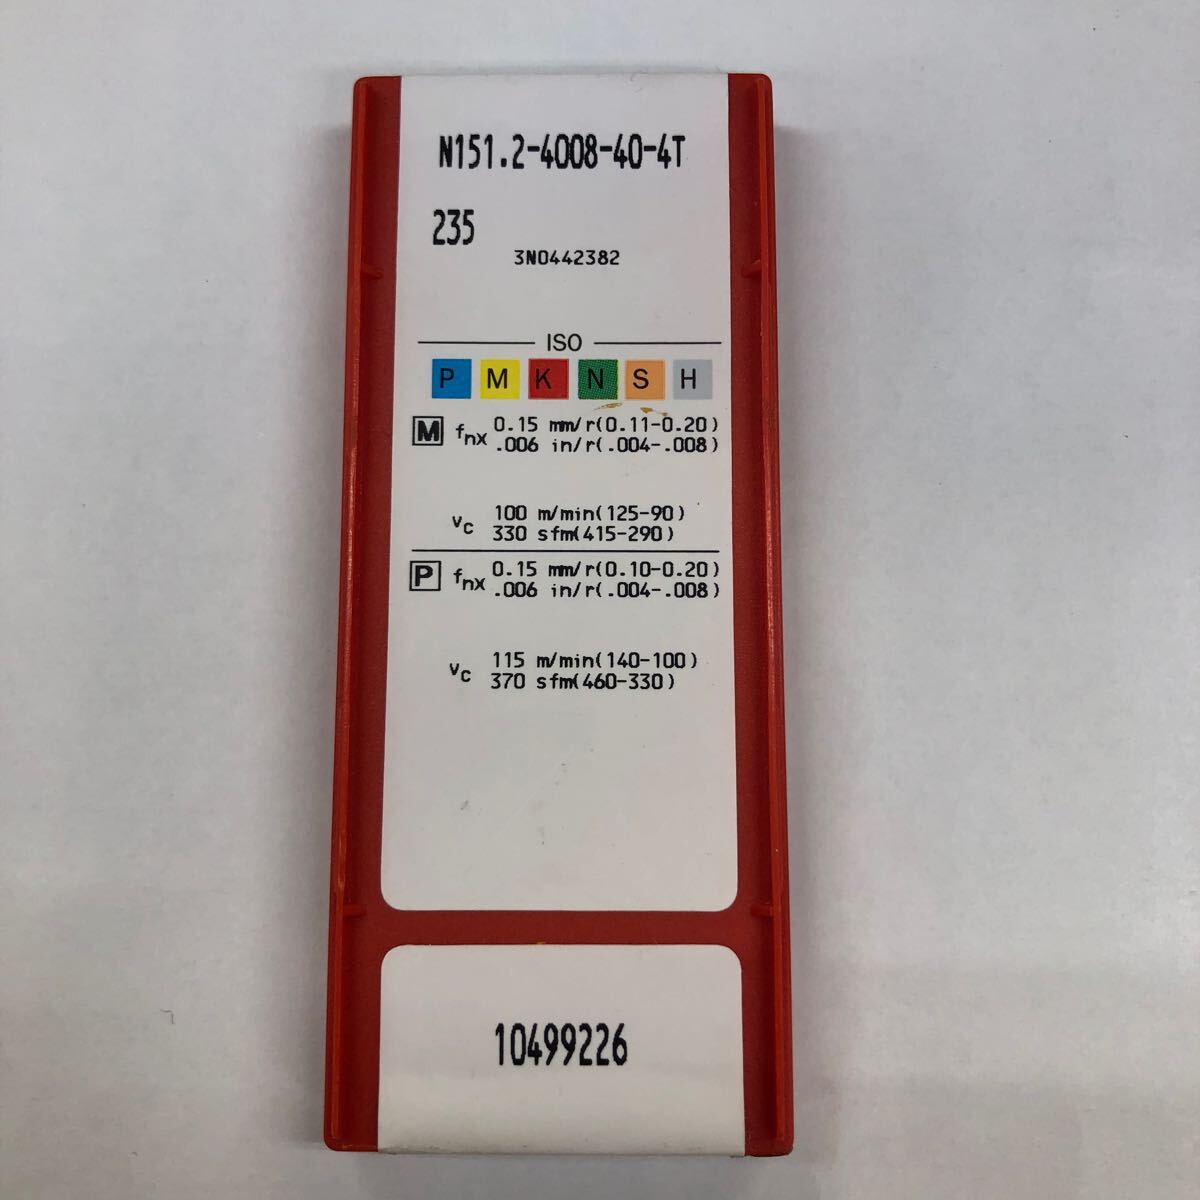 N151.2-4008-40-4T
235
3N0442382
ISO
P M K N S H
M fnx 0.15 mm/r(0.11-0.20)
.006 in/r(.004-.008)
vc 100 m/min(125-90)
330 sfm(415-290)
P fnx 0.15 mm/r(0.10-0.20)
.006 in/r(.004-.008)
vc 115 m/min(140-100)
370 sfm(460-330)
10499226